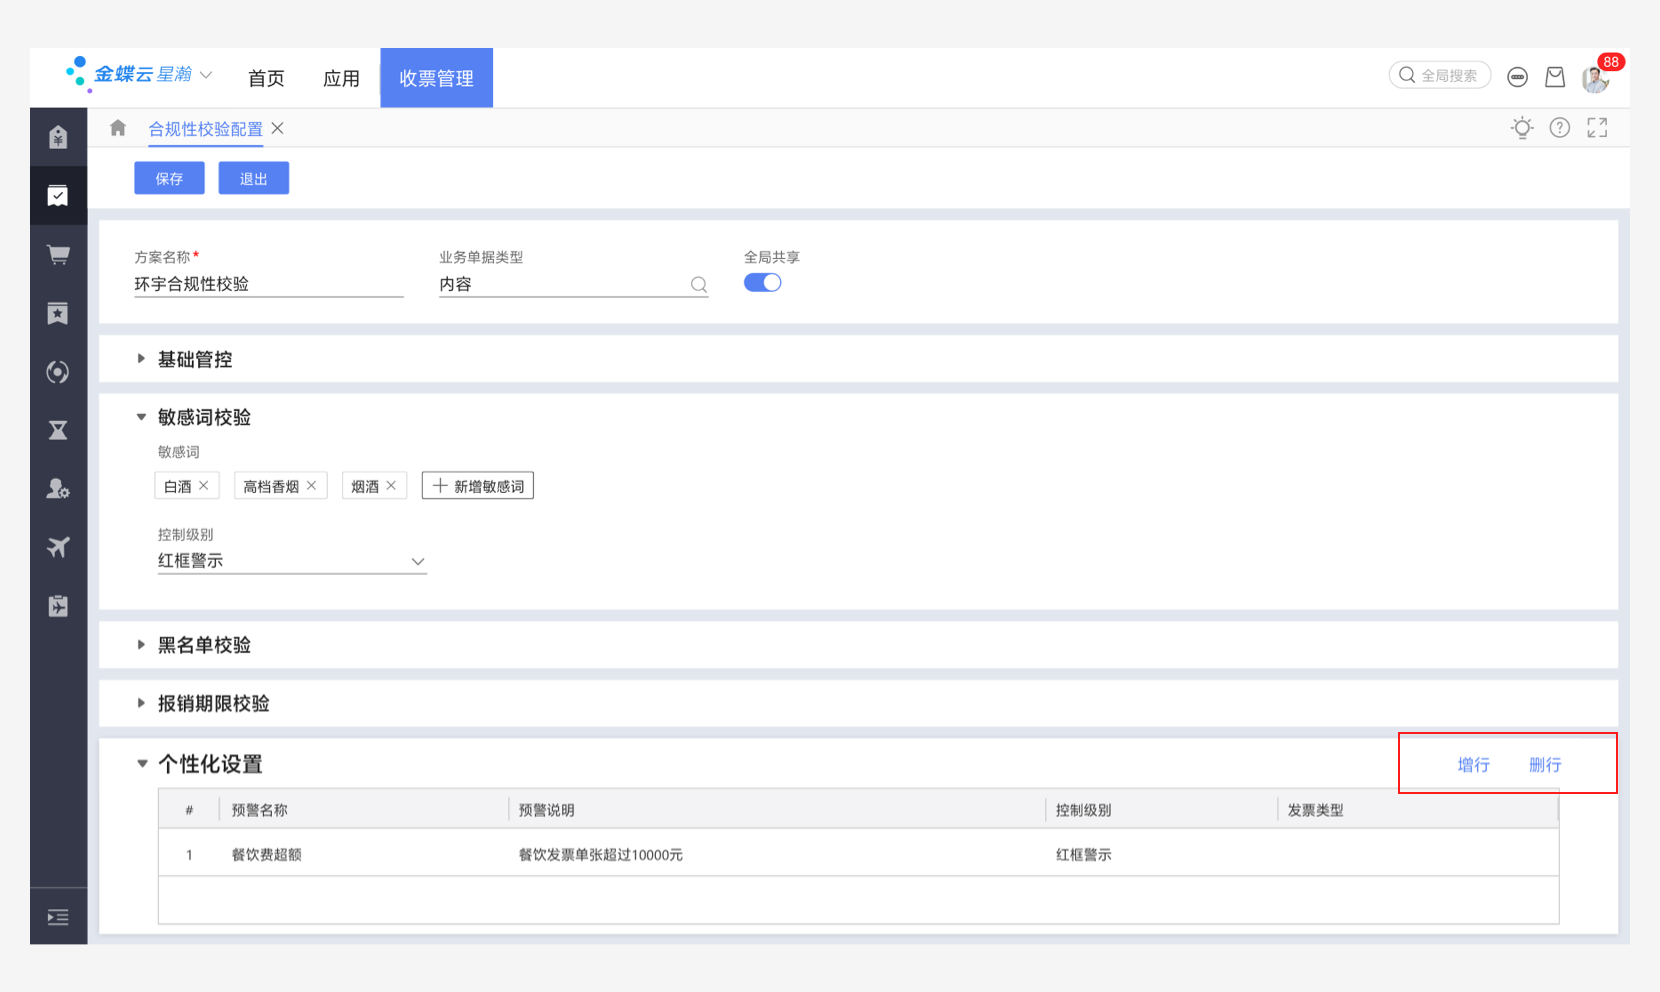 金蝶云 星瀚 首页 应用 收票管理 全局搜索 88
合规性校验配置
保存 退出
方案名称* 业务单据类型 全局共享
环宇合规性校验 内容
基础管控
敏感词校验
敏感词
白酒 高档香烟 烟酒 新增敏感词
控制级别
红框警示
黑名单校验
报销期限校验
个性化设置 增行 删行
# 预警名称 预警说明 控制级别 发票类型
1 餐饮费超额 餐饮发票单张超过10000元 红框警示